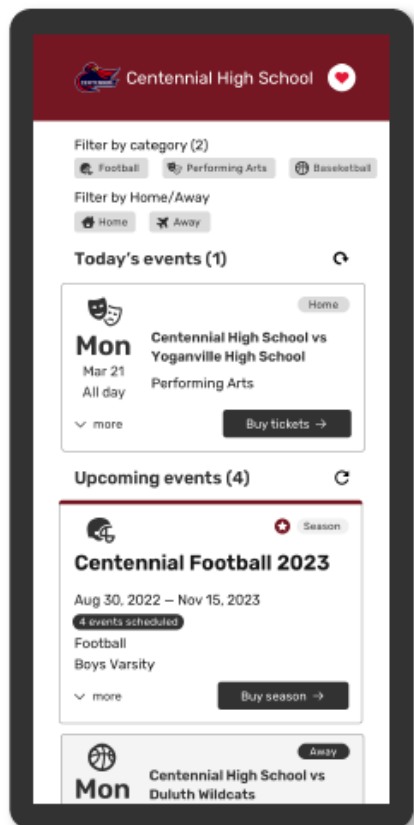 Centennial High School
Filter by category (2)
Football Performing Arts Baseketball
Filter by Home/Away
Home Away
Today's events (1)
Home
Mon
Mar 21
All day
Centennial High School vs
Yoganville High School
Performing Arts
more
Buy tickets →
Upcoming events (4)
Season
Centennial Football 2023
Aug 30, 2022 – Nov 15, 2023
4 events scheduled
Football
Boys Varsity
more
Buy season →
Away
Mon
Centennial High School vs
Duluth Wildcats